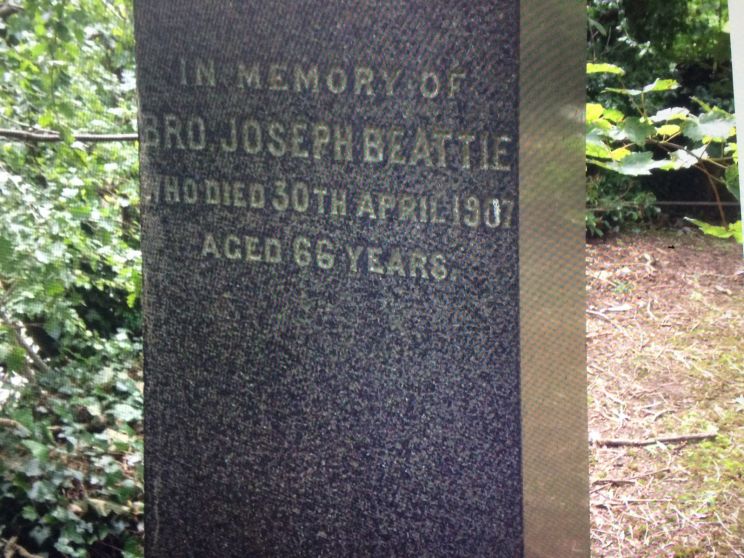 IN MEMORY OF
BRO. JOSEPH BEATTIE
WHO DIED 30TH APRIL 1907
AGED 66 YEARS.